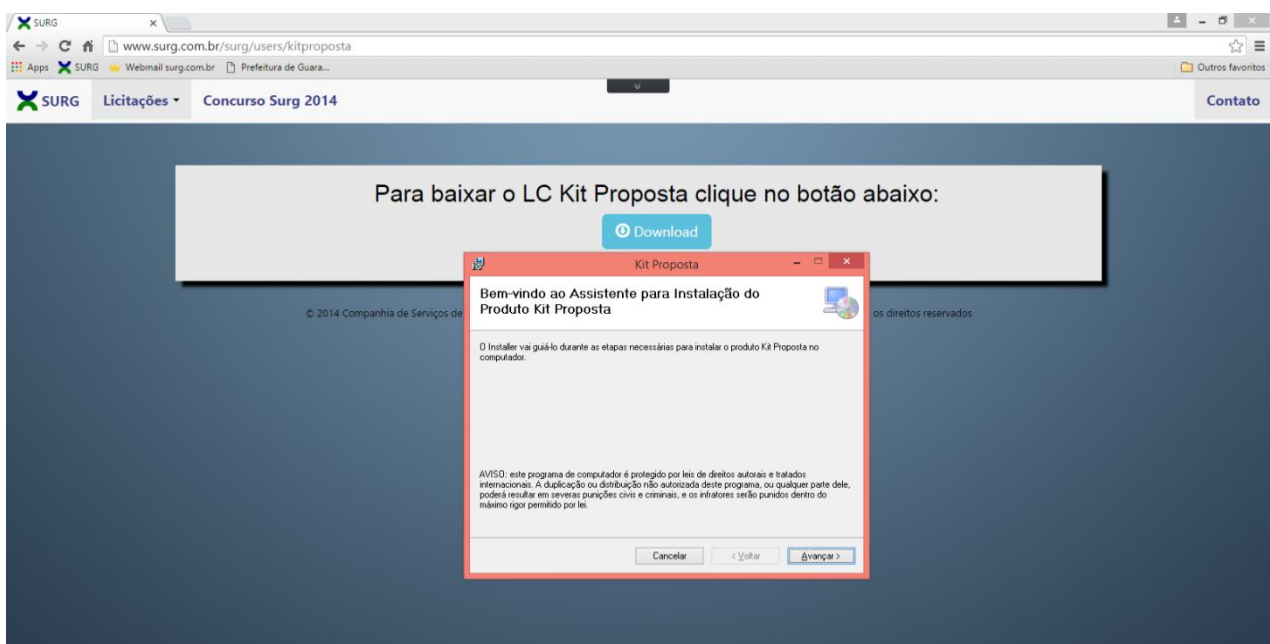 SURG
www.surg.com.br/surg/users/kitproposta
Apps SURG Webmail surg.com.br Prefeitura de Guara... Outros favoritos
SURG Licitações Concurso Surg 2014 Contato
Para baixar o LC Kit Proposta clique no botão abaixo:
Download
Kit Proposta
Bem-vindo ao Assistente para Instalação do
Produto Kit Proposta
© 2014 Companhia de Serviços de os direitos reservados
O Installer vai guiá-lo durante as etapas necessárias para instalar o produto Kit Proposta no
computador.
AVISO: este programa de computador é protegido por leis de direitos autorais e tratados
internacionais. A duplicação ou distribuição não autorizada deste programa, ou qualquer parte dele,
poderá resultar em severas punições civis e criminais, e os infratores serão punidos dentro do
máximo rigor permitido por lei.
Cancelar < Voltar Avançar >